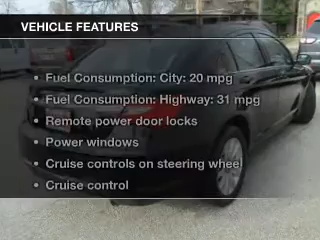 VEHICLE FEATURES
• Fuel Consumption: City: 20 mpg
• Fuel Consumption: Highway: 31 mpg
• Remote power door locks
• Power windows
• Cruise controls on steering wheel
• Cruise control